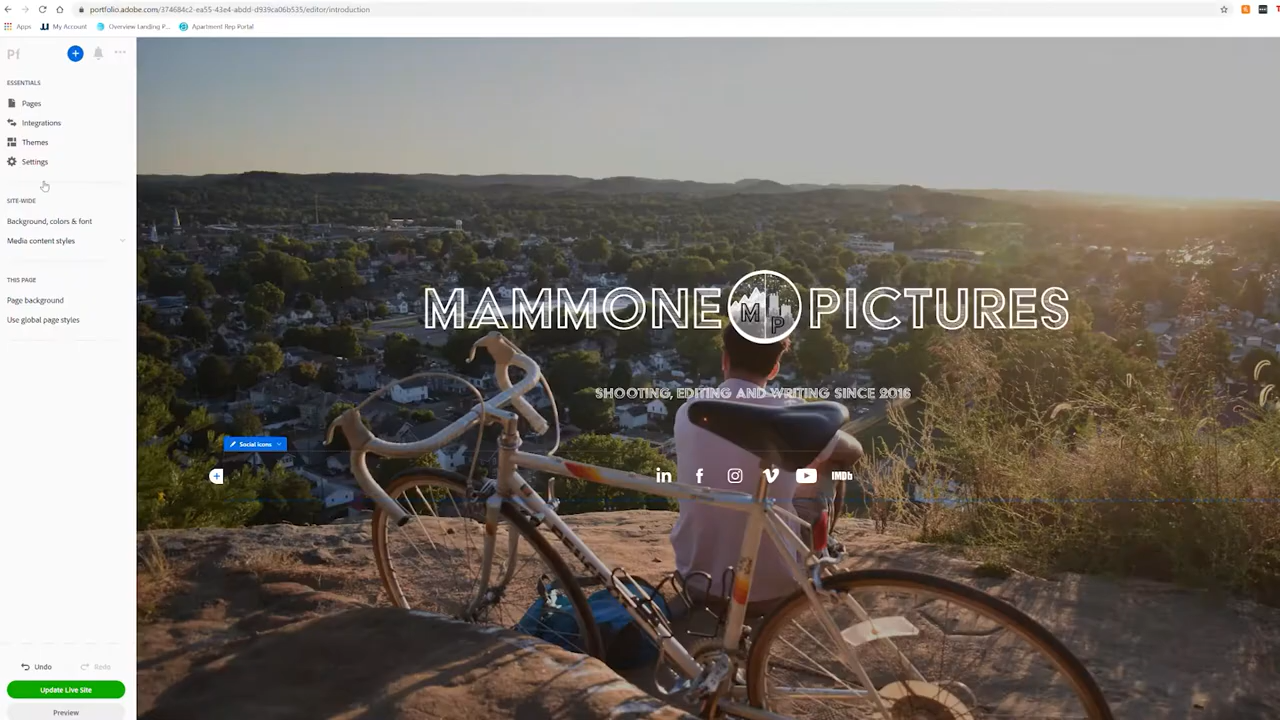 portfolio.adobe.com/374684c2-ea55-43e4-abdd-d939ca06b535/editor/introduction
Apps My Account Overview Landing P... Apartment Rep Portal
Pf
ESSENTIALS
Pages
Integrations
Themes
Settings
SITE-WIDE
Background, colors & font
Media content styles
THIS PAGE
Page background
Use global page styles
MAMMONE MP PICTURES
SHOOTING, EDITING AND WRITING SINCE 2016
Social Icons
in f IMDb
Undo Redo
Update Live Site
Preview